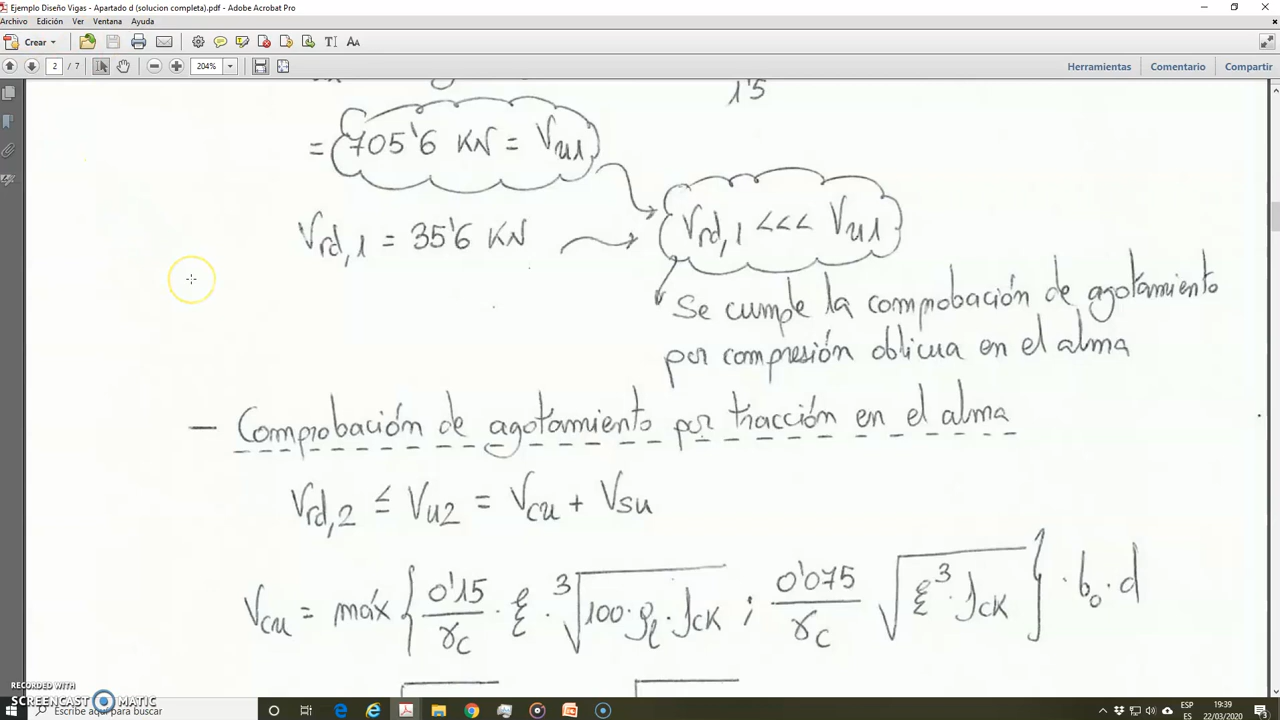 Ejemplo Diseño Vigas - Apartado d (solucion completa).pdf - Adobe Acrobat Pro
Archivo Edición Ver Ventana Ayuda
Crear
2 / 7 204% Herramientas Comentario Compartir
1'5
= 705'6 KN = Vu1
Vrd,1 = 35'6 KN
Vrd,1 <<< Vu1
Se cumple la comprobación de agotamiento
por compresión oblicua en el alma
— Comprobación de agotamiento por tracción en el alma
Vrd,2 ≤ Vu2 = Vcu + Vsu
Vcu = máx { 0'15/γc · ξ · ∛(100 · ρl · fck) ; 0'075/γc √(ξ³ · fck) } · b₀ · d
RECORDED WITH
SCREENCAST MATIC
Escribe aquí para buscar
ESP 19:39
ES 22/03/2020